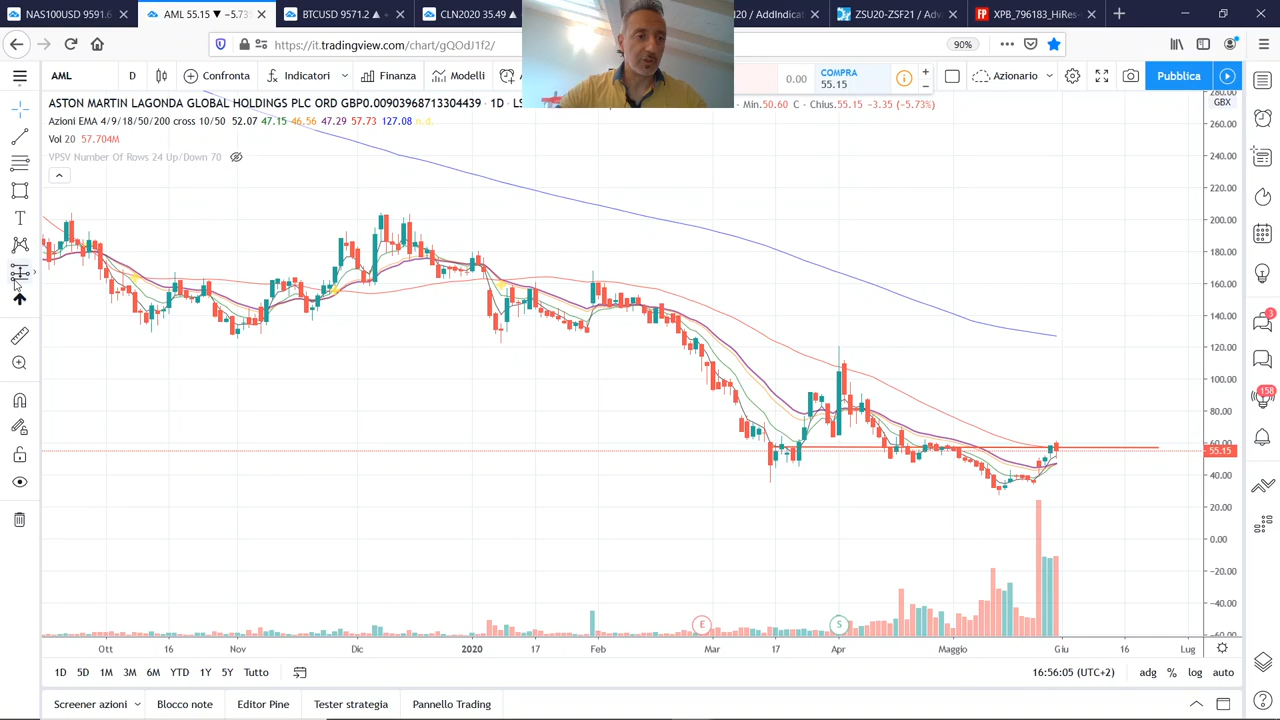 NAS100USD 9591.6
AML 55.15 ▼ −5.73%
BTCUSD 9571.2 ▲
CLN2020 35.49 ▲
20 / AddIndicat
ZSU20-ZSF21 / Adv
XPB_796183_HiRes
https://it.tradingview.com/chart/gQOdJ1f2/
90%
AML
D
Confronta
Indicatori
Finanza
Modelli
0.00
COMPRA
55.15
Azionario
Pubblica
ASTON MARTIN LAGONDA GLOBAL HOLDINGS PLC ORD GBP0.00903968713304439 · 1D · LS
Min.50.60 C · Chius.55.15 −3.35 (−5.73%)
Azioni EMA 4/9/18/50/200 cross 10/50 52.07 47.15 46.56 47.29 57.73 127.08 n.d.
Vol 20 57.704M
VPSV Number Of Rows 24 Up/Down 70
280.00
GBX
260.00
240.00
220.00
200.00
180.00
160.00
140.00
120.00
100.00
80.00
60.00
55.15
40.00
20.00
0.00
−20.00
−40.00
−60.00
3
158
E
S
Ott
16
Nov
18
Dic
16
2020
17
Feb
Mar
17
Apr
Maggio
Giu
16
Lug
1D 5D 1M 3M 6M YTD 1Y 5Y Tutto
16:56:05 (UTC+2)
adg % log auto
Screener azioni
Blocco note
Editor Pine
Tester strategia
Pannello Trading